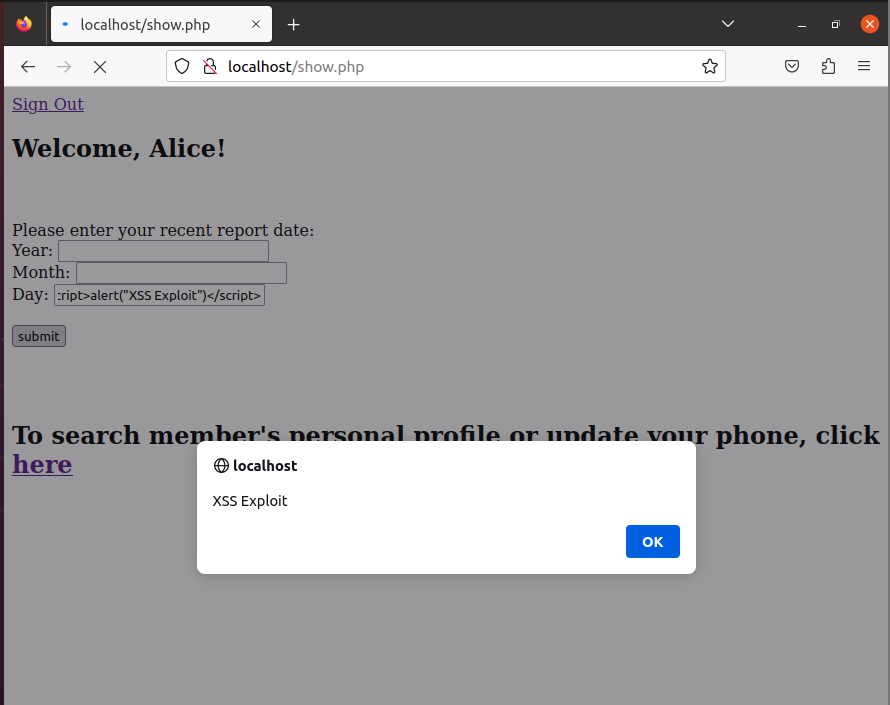 localhost/show.php
localhost/show.php
Sign Out
Welcome, Alice!
Please enter your recent report date:
Year:
Month:
Day: cript>alert("XSS Exploit")</script>
submit
To search member's personal profile or update your phone, click
here
localhost
XSS Exploit
OK